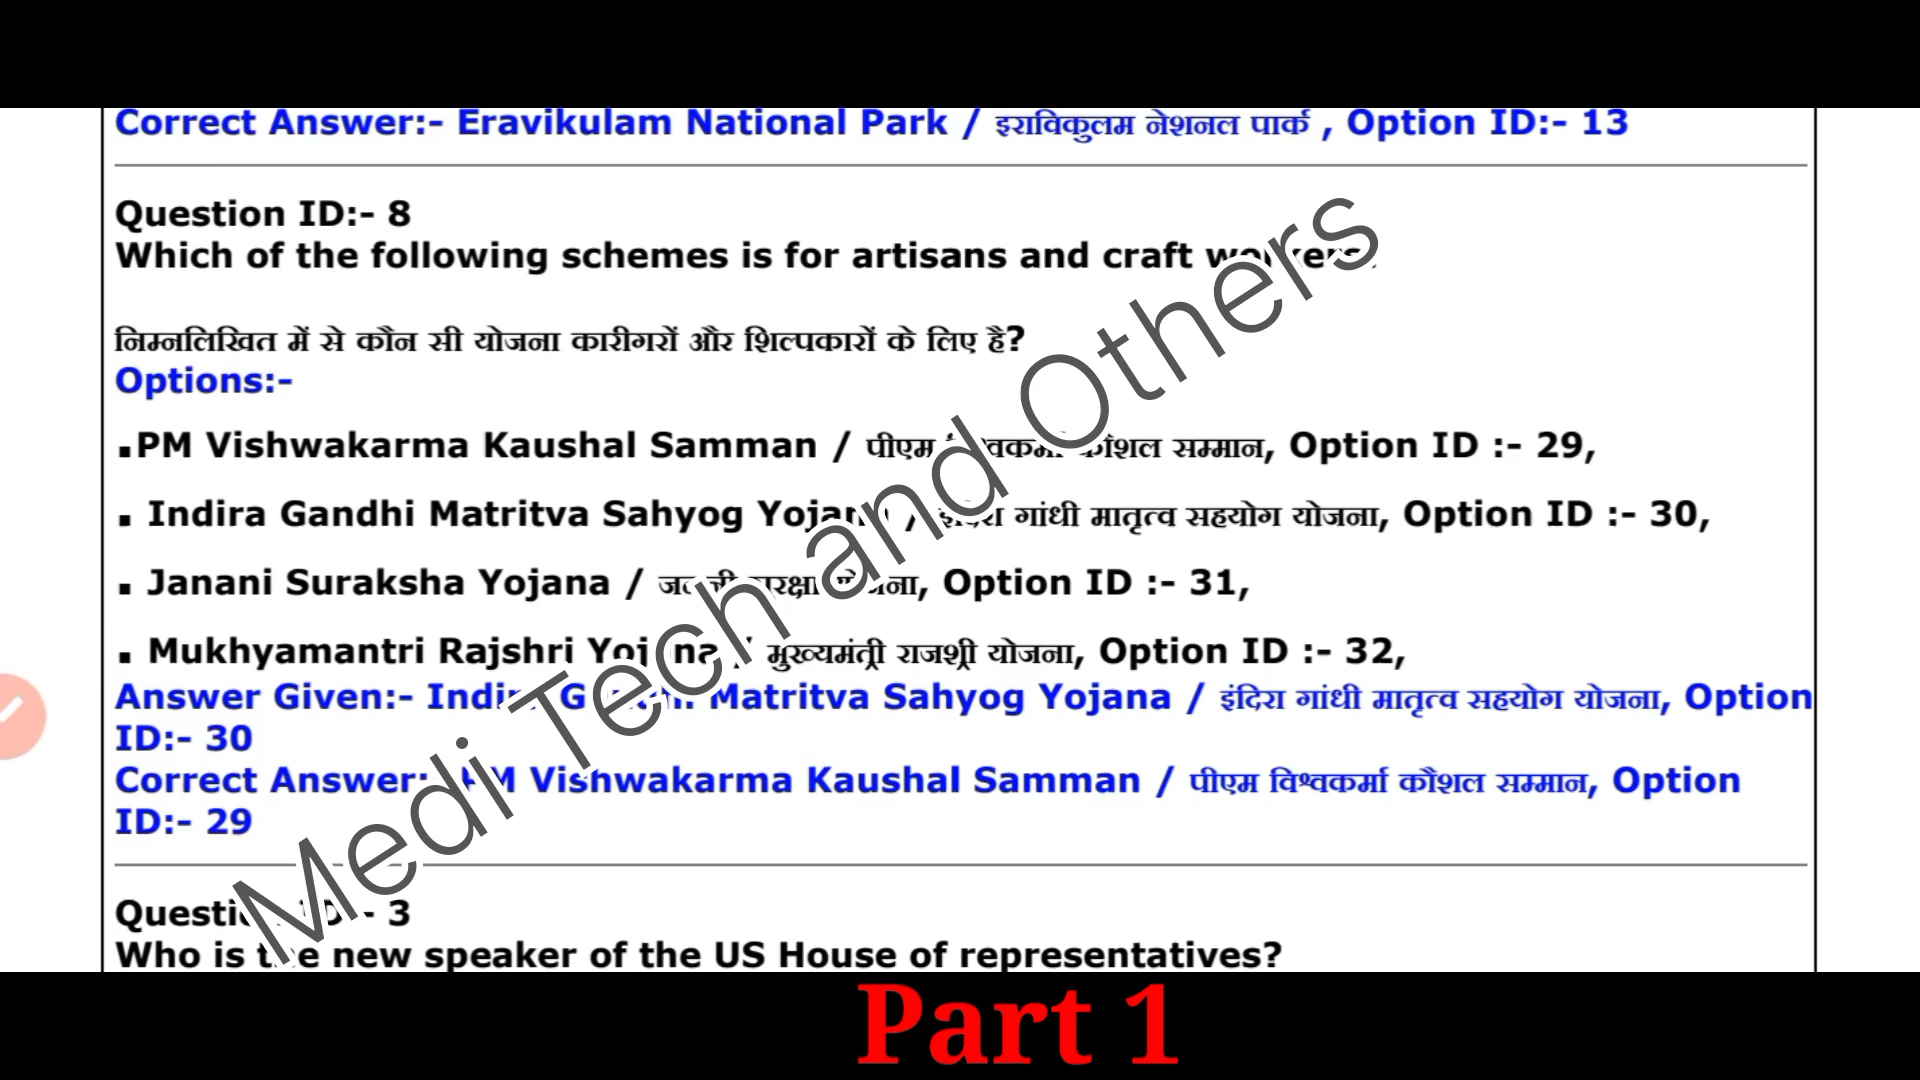 Correct Answer:- Eravikulam National Park / इराविकुलम नेशनल पार्क , Option ID:- 13
Question ID:- 8
Which of the following schemes is for artisans and craft
निम्नलिखित में से कौन सी योजना कारीगरों और शिल्पकारों के लिए है?
Options:-
▪PM Vishwakarma Kaushal Samman / पीएम सम्मान, Option ID :- 29,
▪ Indira Gandhi Matritva Sahyog गांधी मातृत्व सहयोग योजना, Option ID :- 30,
▪ Janani Suraksha Yojana / Option ID :- 31,
▪ Mukhyamantri Rajshri मुख्यमंत्री राजश्री योजना, Option ID :- 32,
Answer Given:- Matritva Sahyog Yojana / इंदिरा गांधी मातृत्व सहयोग योजना, Option
ID:- 30
Correct Answer: Vishwakarma Kaushal Samman / पीएम विश्वकर्मा कौशल सम्मान, Option
ID:- 29
- 3
Who is new speaker of the US House of representatives?
Medi Tech and Others
Part 1